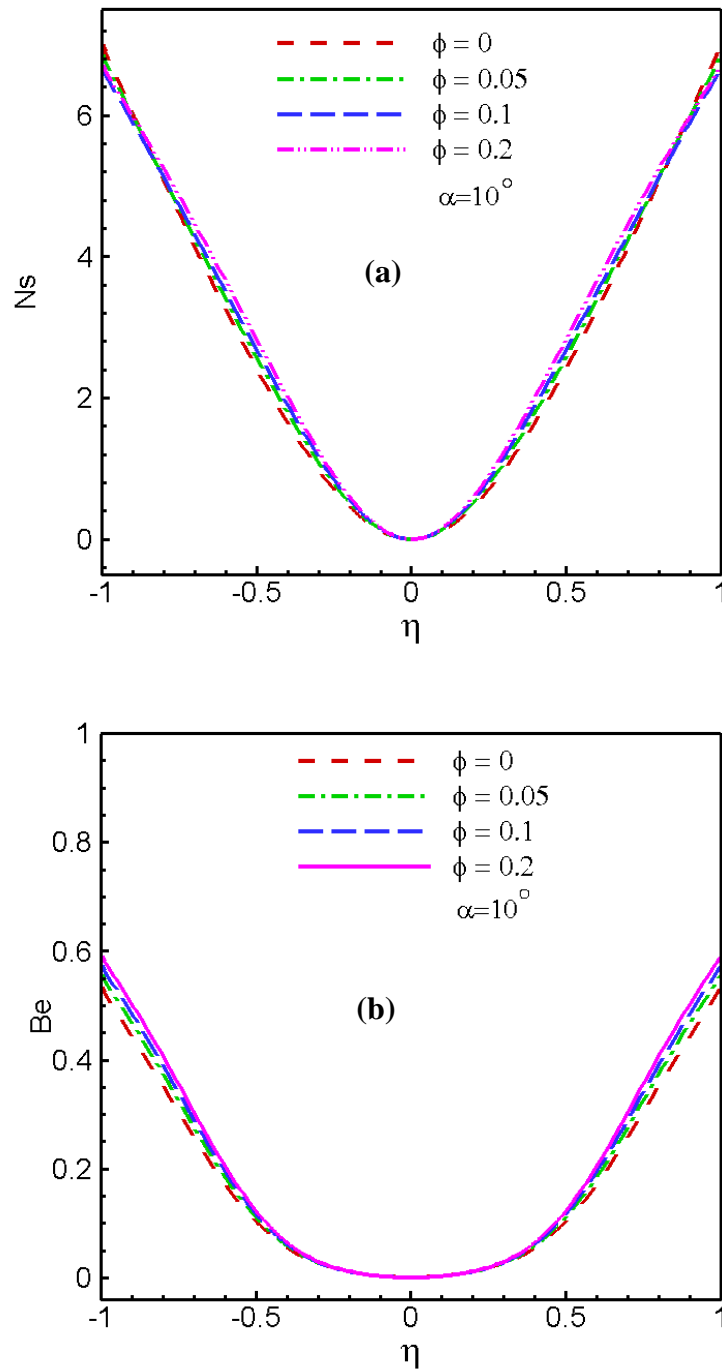 ϕ = 0
6
ϕ = 0.05
ϕ = 0.1
ϕ = 0.2
α=10°
4
(a)
Ns
2
0
-1 -0.5 0 0.5 1
η
1
ϕ = 0
ϕ = 0.05
0.8
ϕ = 0.1
ϕ = 0.2
α=10°
0.6
(b)
Be
0.4
0.2
0
-1 -0.5 0 0.5 1
η